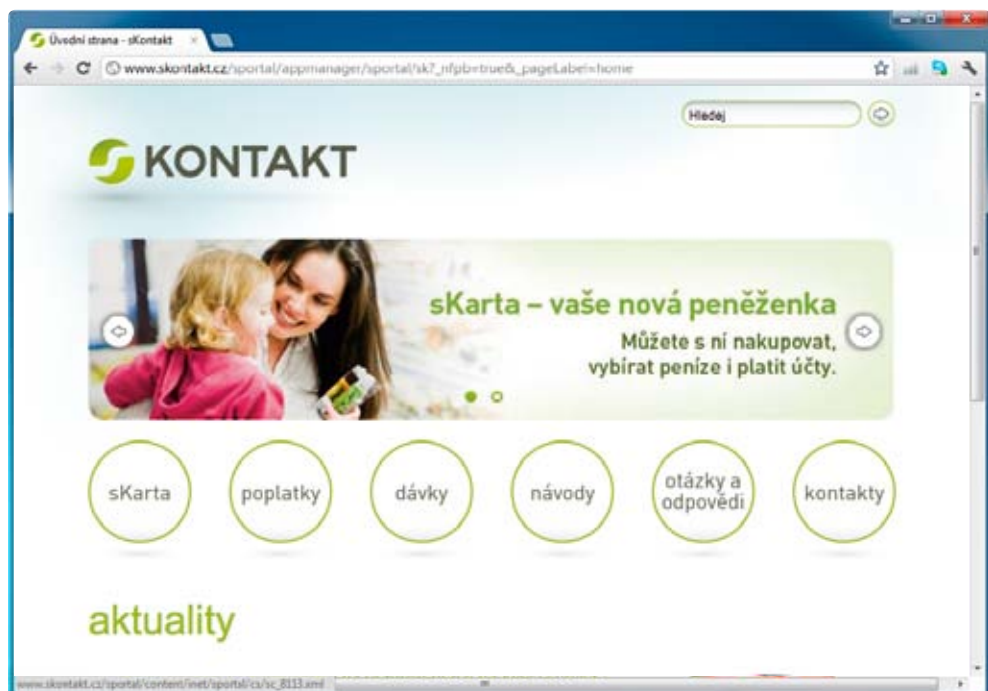 Úvodní strana - sKontakt
www.skontakt.cz/sportal/appmanager/sportal/sk?_nfpb=true&_pageLabel=home
Hledej
KONTAKT
sKarta – vaše nová peněženka
Můžete s ní nakupovat,
vybírat peníze i platit účty.
sKarta
poplatky
dávky
návody
otázky a
odpovědi
kontakty
aktuality
www.skontakt.cz/sportal/content/inet/sportal/cs/sc_8113.xml